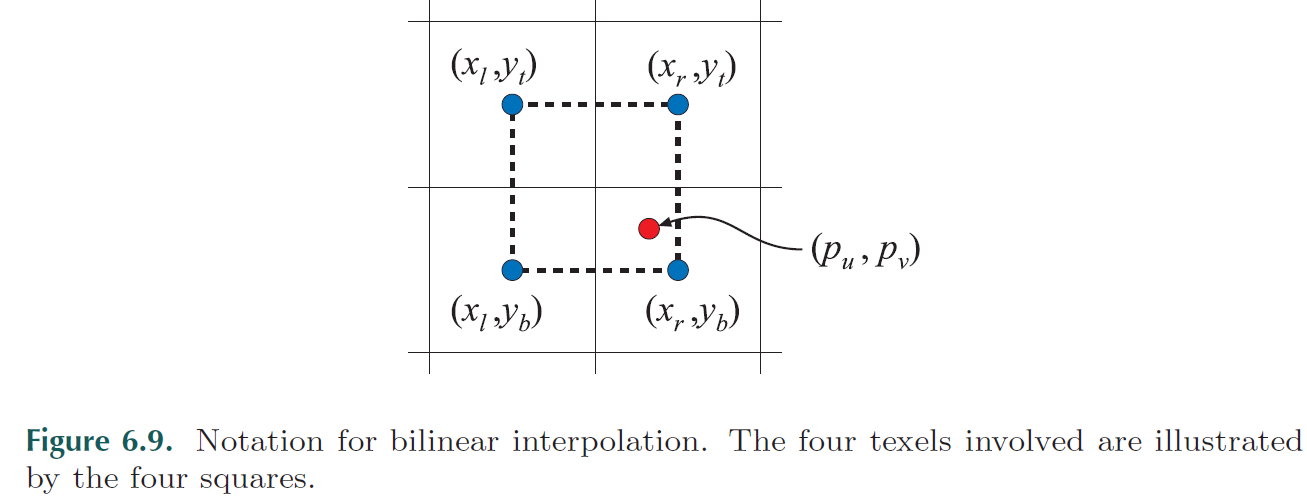 (x_l, y_t) (x_r, y_t)
(p_u, p_v)
(x_l, y_b) (x_r, y_b)
Figure 6.9. Notation for bilinear interpolation. The four texels involved are illustrated
by the four squares.